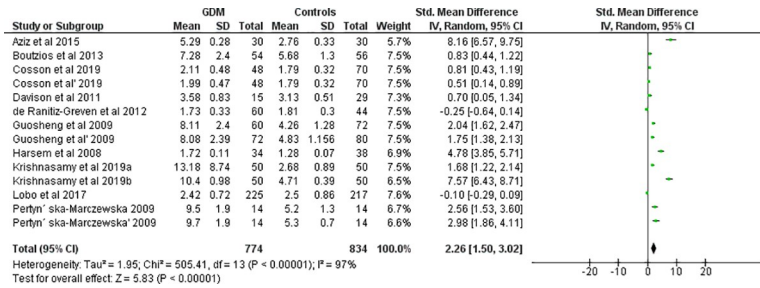 GDM Controls Std. Mean Difference Std. Mean Difference
Study or Subgroup Mean SD Total Mean SD Total Weight IV, Random, 95% CI IV, Random, 95% CI
Aziz et al 2015 5.29 0.28 30 2.76 0.33 30 5.7% 8.16 [6.57, 9.75]
Boutzios et al 2013 7.28 2.4 54 5.68 1.3 56 7.5% 0.83 [0.44, 1.22]
Cosson et al 2019 2.11 0.48 48 1.79 0.32 70 7.5% 0.81 [0.43, 1.19]
Cosson et al' 2019 1.99 0.47 48 1.79 0.32 70 7.5% 0.51 [0.14, 0.89]
Davison et al 2011 3.58 0.83 15 3.13 0.51 29 7.4% 0.70 [0.05, 1.34]
de Ranitiz-Greven et al 2012 1.73 0.33 60 1.81 0.3 44 7.5% -0.25 [-0.64, 0.14]
Guosheng et al 2009 8.11 2.4 60 4.26 1.28 72 7.5% 2.04 [1.62, 2.47]
Guosheng et al' 2009 8.08 2.39 72 4.83 1.156 80 7.5% 1.75 [1.38, 2.13]
Harsem et al 2008 1.72 0.11 34 1.28 0.07 38 6.9% 4.78 [3.85, 5.71]
Krishnasamy et al 2019a 13.18 8.74 50 2.68 0.89 50 7.5% 1.68 [1.22, 2.14]
Krishnasamy et al 2019b 10.4 0.98 50 4.71 0.39 50 6.5% 7.57 [6.43, 8.71]
Lobo et al 2017 2.42 0.72 225 2.5 0.86 217 7.6% -0.10 [-0.29, 0.09]
Pertyn´ ska-Marczewska 2009 9.5 1.9 14 5.2 1.3 14 6.7% 2.56 [1.53, 3.60]
Pertyn´ ska-Marczewska' 2009 9.7 1.9 14 5.3 0.7 14 6.5% 2.98 [1.86, 4.11]
Total (95% CI) 774 834 100.0% 2.26 [1.50, 3.02]
Heterogeneity: Tau² = 1.95; Chi² = 505.41, df = 13 (P < 0.00001); I² = 97%
Test for overall effect: Z = 5.83 (P < 0.00001)
-20 -10 0 10 20